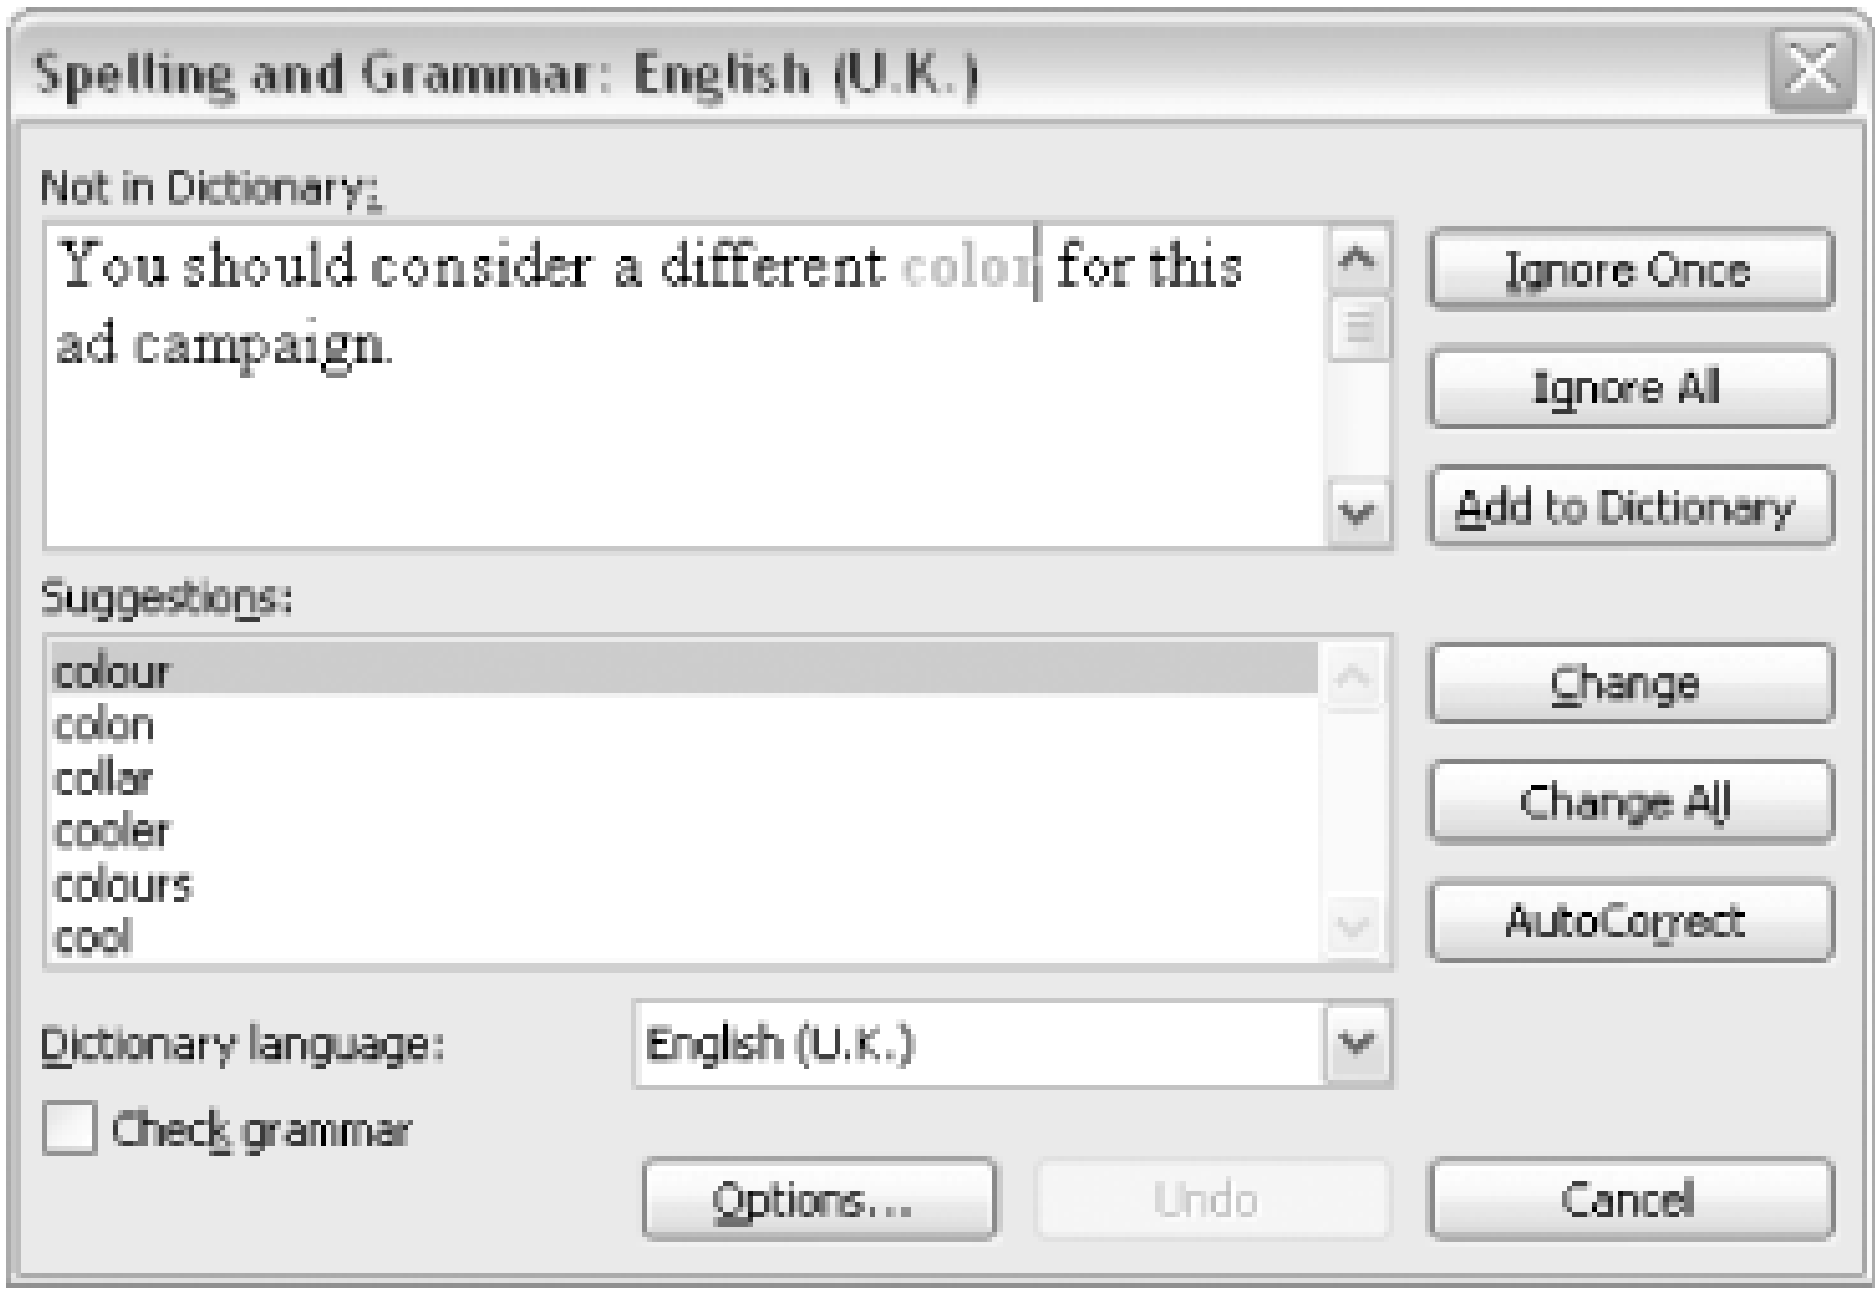 Spelling and Grammar: English (U.K.)
Not in Dictionary:
You should consider a different color for this
ad campaign.
Ignore Once
Ignore All
Add to Dictionary
Suggestions:
colour
colon
collar
cooler
colours
cool
Change
Change All
AutoCorrect
Dictionary language:
English (U.K.)
Check grammar
Options...
Undo
Cancel